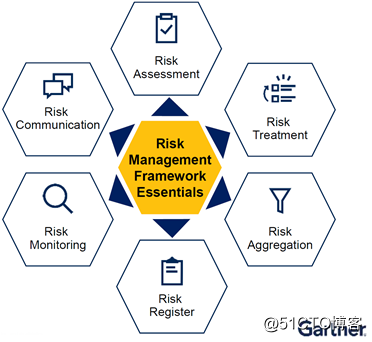 Risk
Assessment
Risk
Communication
Risk
Treatment
Risk
Management
Framework
Essentials
Risk
Monitoring
Risk
Aggregation
Risk
Register
@51CTO博客
Gartner